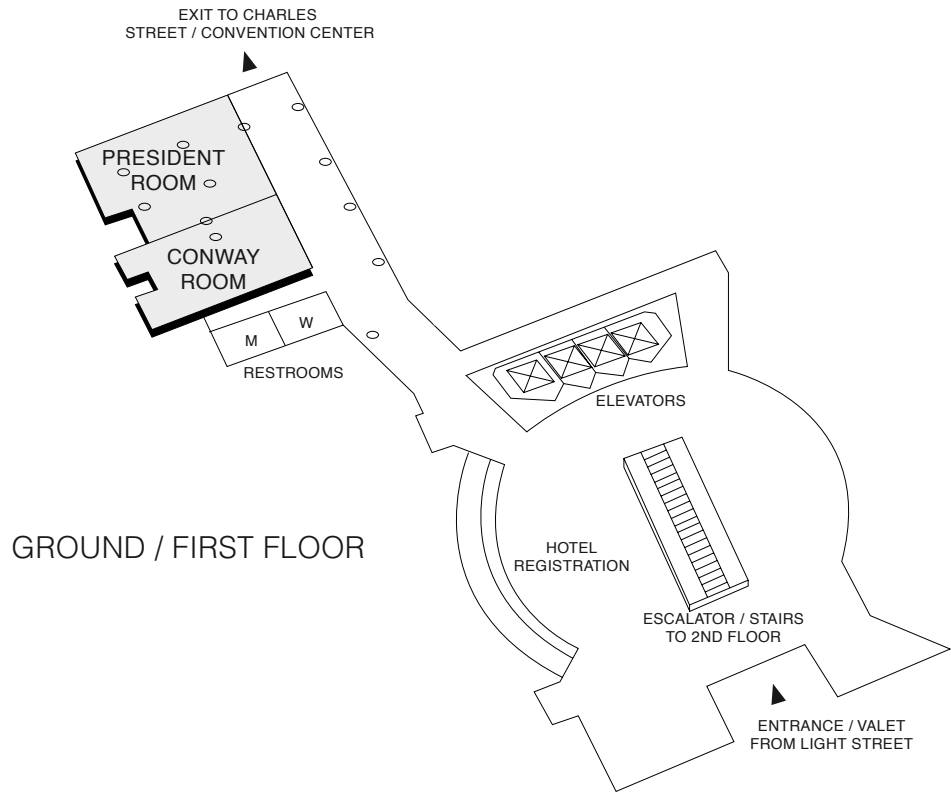 EXIT TO CHARLES
STREET / CONVENTION CENTER
PRESIDENT
ROOM
CONWAY
ROOM
M
W
RESTROOMS
ELEVATORS
GROUND / FIRST FLOOR
HOTEL
REGISTRATION
ESCALATOR / STAIRS
TO 2ND FLOOR
ENTRANCE / VALET
FROM LIGHT STREET